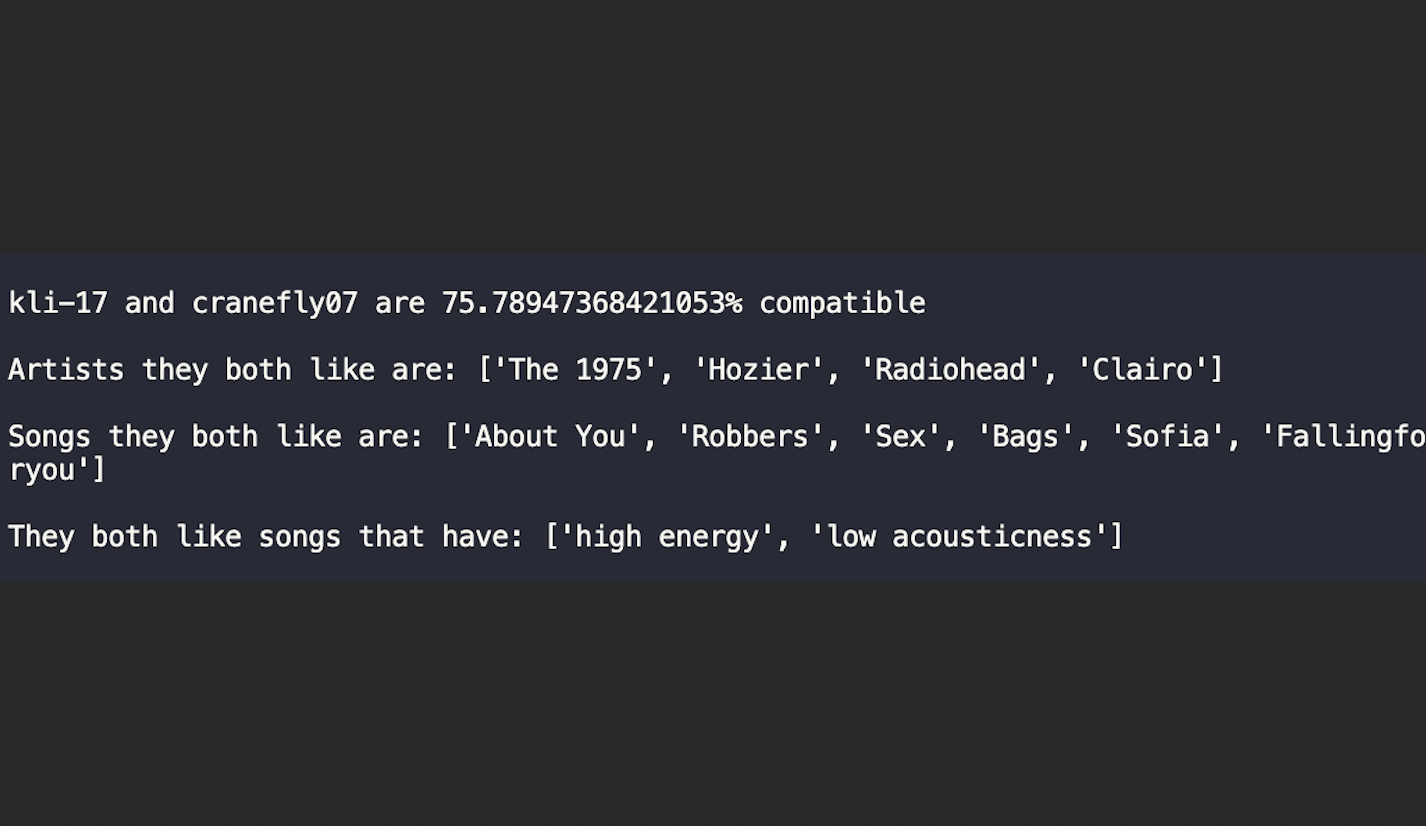 kli-17 and cranefly07 are 75.78947368421053% compatible
Artists they both like are: ['The 1975', 'Hozier', 'Radiohead', 'Clairo']
Songs they both like are: ['About You', 'Robbers', 'Sex', 'Bags', 'Sofia', 'Fallingfo
ryou']
They both like songs that have: ['high energy', 'low acousticness']